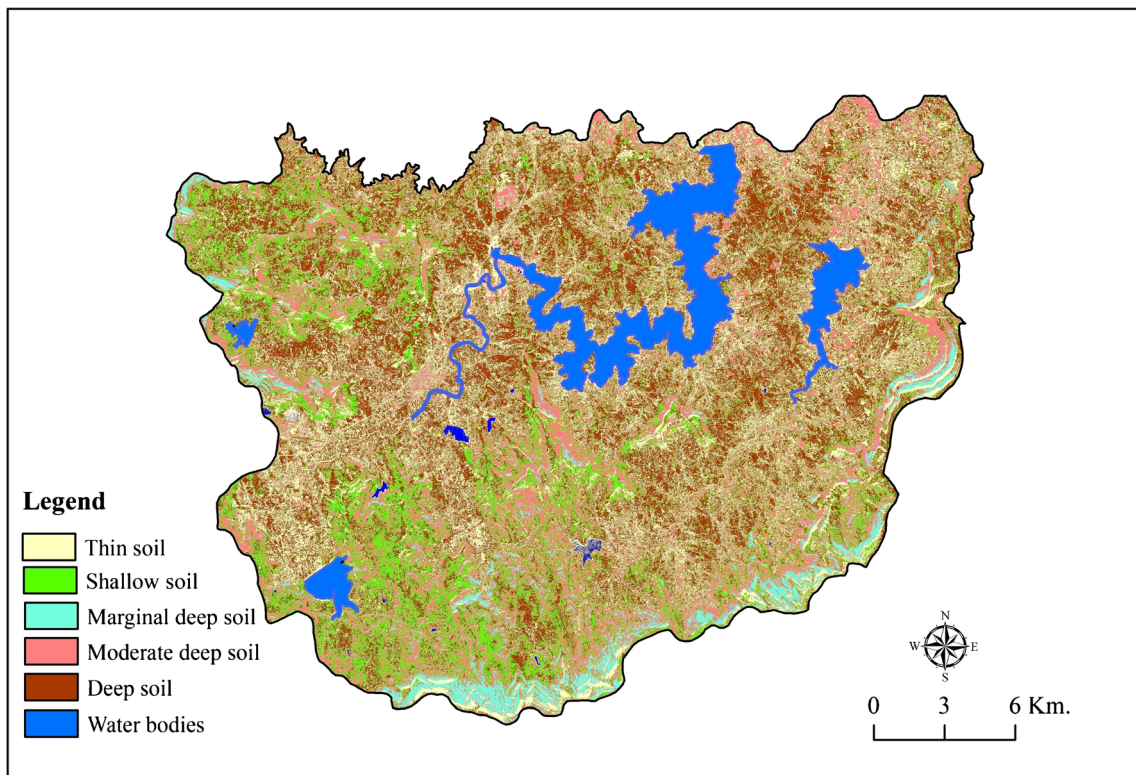 Legend
Thin soil
Shallow soil
Marginal deep soil
Moderate deep soil
Deep soil
Water bodies
N
W E
S
0 3 6 Km.